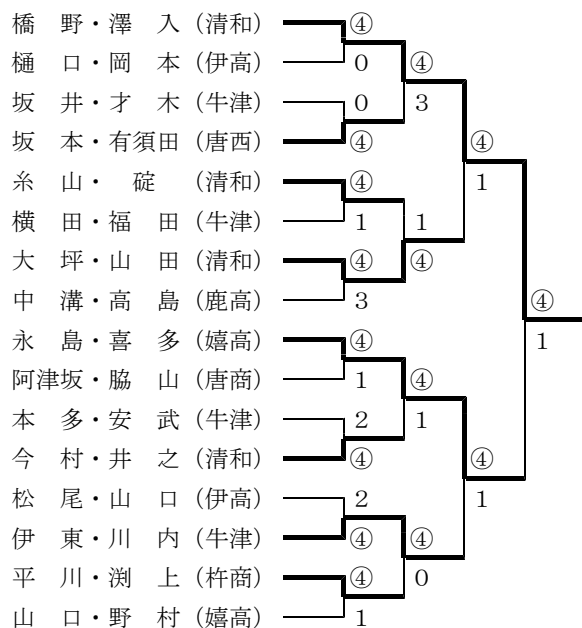 橋　野・澤　入（清和） ④
樋　口・岡　本（伊高） 0 ④
坂　井・才　木（牛津） 0 3
坂　本・有須田（唐西） ④ ④
糸　山・　碇　（清和） ④ 1
横　田・福　田（牛津） 1 1
大　坪・山　田（清和） ④ ④
中　溝・高　島（鹿高） 3 ④
永　島・喜　多（嬉高） ④ 1
阿津坂・脇　山（唐商） 1 ④
本　多・安　武（牛津） 2 1
今　村・井　之（清和） ④ ④
松　尾・山　口（伊高） 2 1
伊　東・川　内（牛津） ④ ④
平　川・渕　上（杵商） ④ 0
山　口・野　村（嬉高） 1